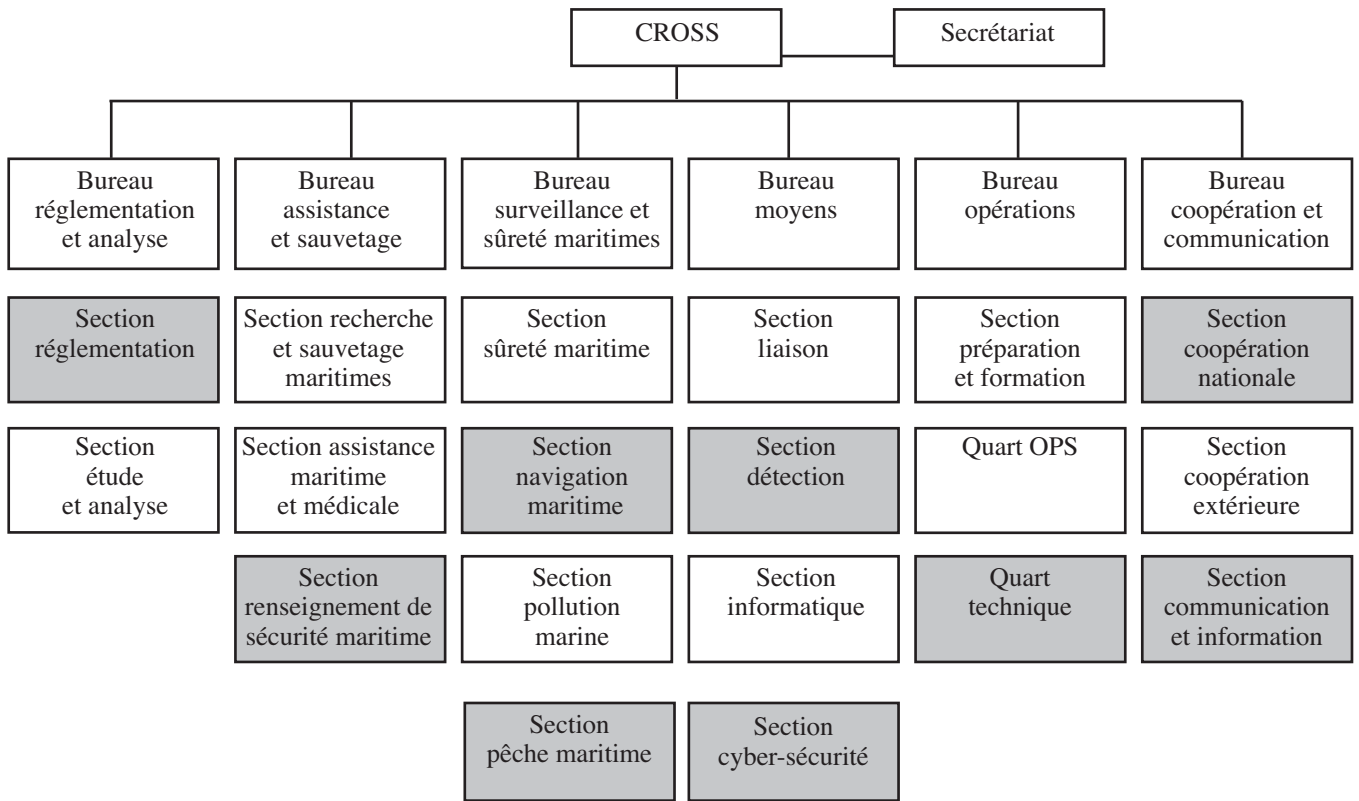 CROSS
Secrétariat
Bureau
réglementation
et analyse
Bureau
assistance
et sauvetage
Bureau
surveillance et
sûreté maritimes
Bureau
moyens
Bureau
opérations
Bureau
coopération et
communication
Section
réglementation
Section recherche
et sauvetage
maritimes
Section
sûreté maritime
Section
liaison
Section
préparation
et formation
Section
coopération
nationale
Section
étude
et analyse
Section assistance
maritime
et médicale
Section
navigation
maritime
Section
détection
Quart OPS
Section
coopération
extérieure
Section
renseignement de
sécurité maritime
Section
pollution
marine
Section
informatique
Quart
technique
Section
communication
et information
Section
pêche maritime
Section
cyber-sécurité